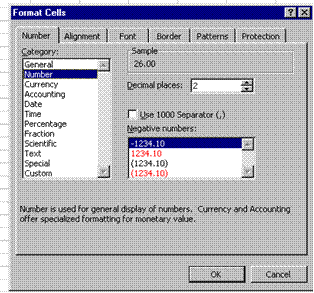 Format Cells
Number Alignment Font Border Patterns Protection
Category:
General
Number
Currency
Accounting
Date
Time
Percentage
Fraction
Scientific
Text
Special
Custom
Sample
26.00
Decimal places: 2
Use 1000 Separator (,)
Negative numbers:
-1234.10
1234.10
(1234.10)
(1234.10)
Number is used for general display of numbers. Currency and Accounting
offer specialized formatting for monetary value.
OK Cancel